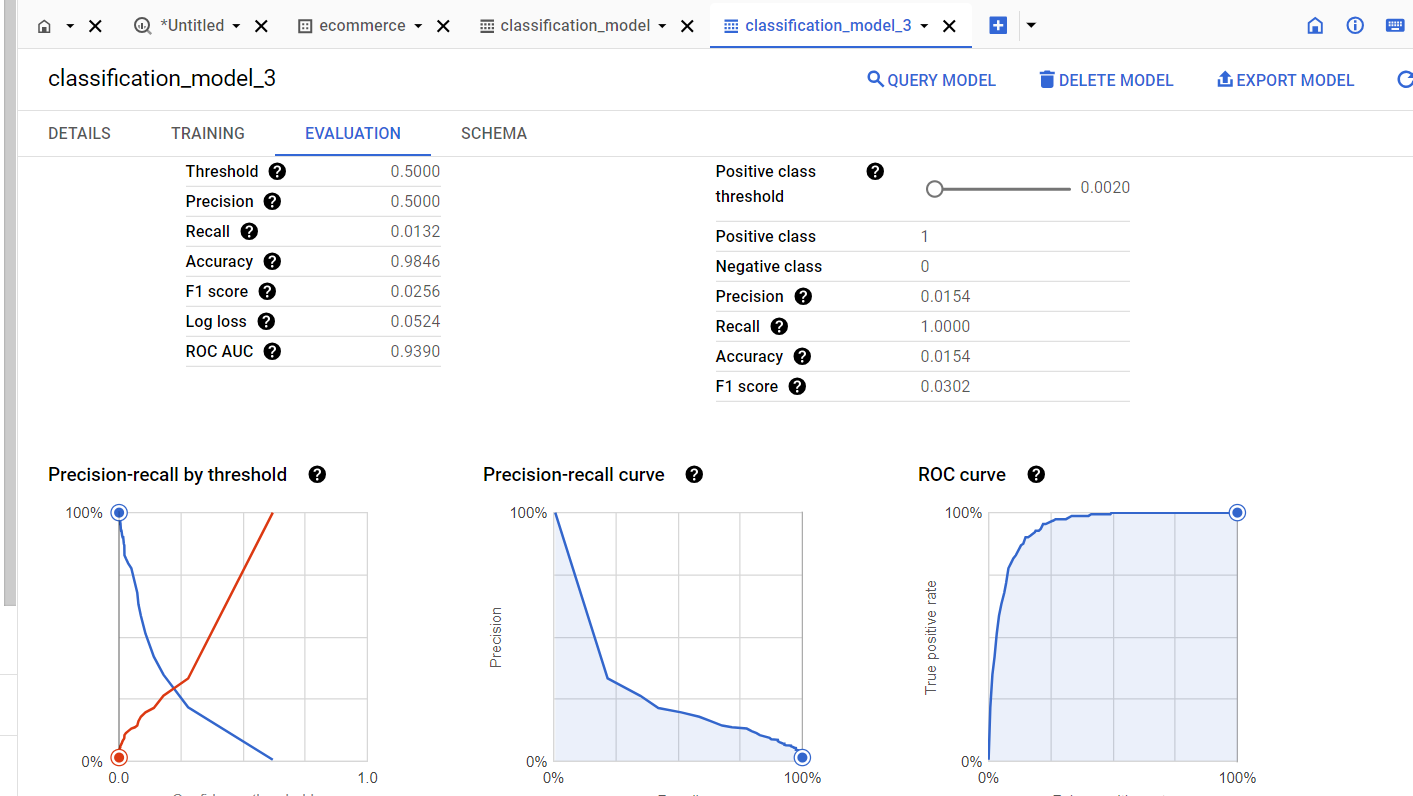 *Untitled ecommerce classification_model classification_model_3
classification_model_3 QUERY MODEL DELETE MODEL EXPORT MODEL
DETAILS TRAINING EVALUATION SCHEMA
Threshold 0.5000
Precision 0.5000
Recall 0.0132
Accuracy 0.9846
F1 score 0.0256
Log loss 0.0524
ROC AUC 0.9390
Positive class
threshold 0.0020
Positive class 1
Negative class 0
Precision 0.0154
Recall 1.0000
Accuracy 0.0154
F1 score 0.0302
Precision-recall by threshold
100%
0%
0.0 1.0
Precision-recall curve
100%
Precision
0%
0% 100%
ROC curve
100%
True positive rate
0%
0% 100%